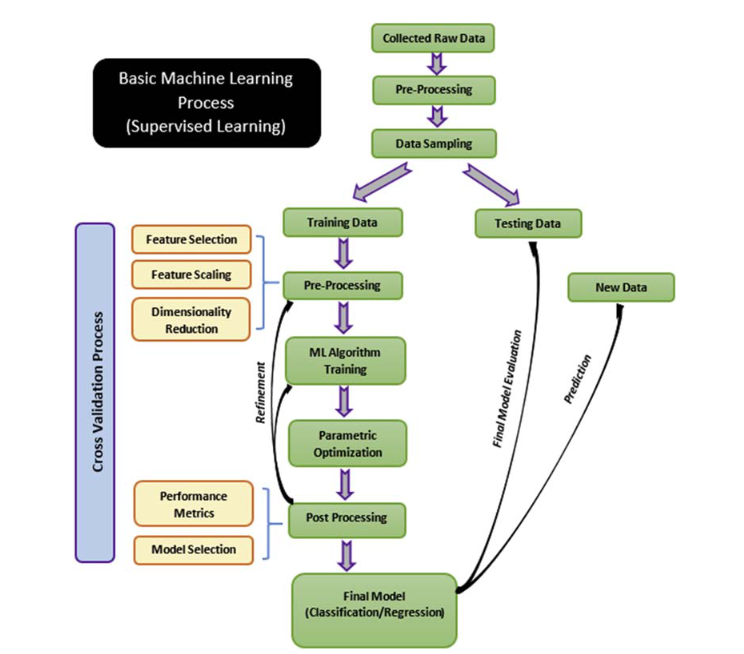 Collected Raw Data
Basic Machine Learning
Process
(Supervised Learning)
Pre-Processing
Data Sampling
Training Data
Testing Data
Feature Selection
Feature Scaling
Dimensionality
Reduction
Pre-Processing
New Data
Cross Validation Process
Refinement
ML Algorithm
Training
Final Model Evaluation
Prediction
Parametric
Optimization
Performance
Metrics
Post Processing
Model Selection
Final Model
(Classification/Regression)